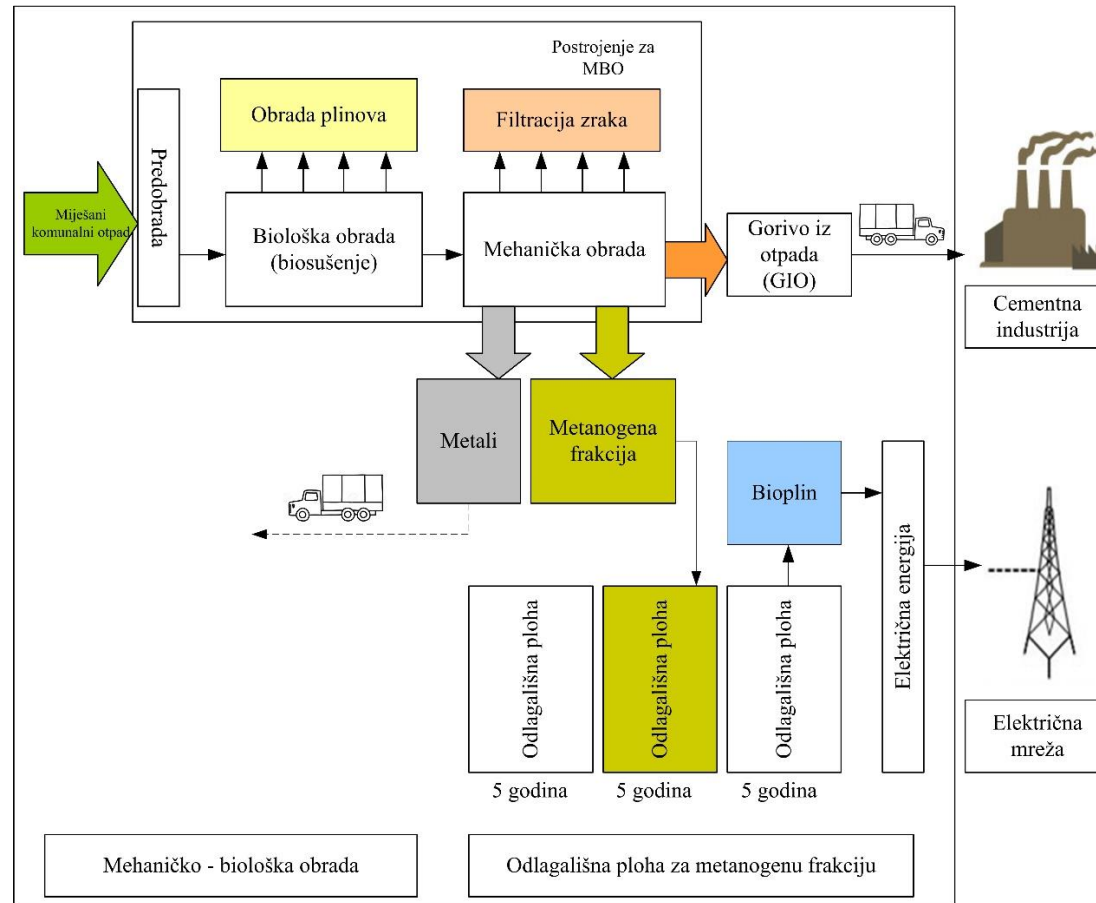 Postrojenje za
MBO
Predobrada
Obrada plinova
Filtracija zraka
Miješani
komunalni otpad
Biološka obrada
(biosušenje)
Mehanička obrada
Gorivo iz
otpada
(GIO)
Cementna
industrija
Metali
Metanogena
frakcija
Bioplin
Odlagališna ploha
Odlagališna ploha
Odlagališna ploha
Električna energija
5 godina
5 godina
5 godina
Električna
mreža
Mehaničko - biološka obrada
Odlagališna ploha za metanogenu frakciju